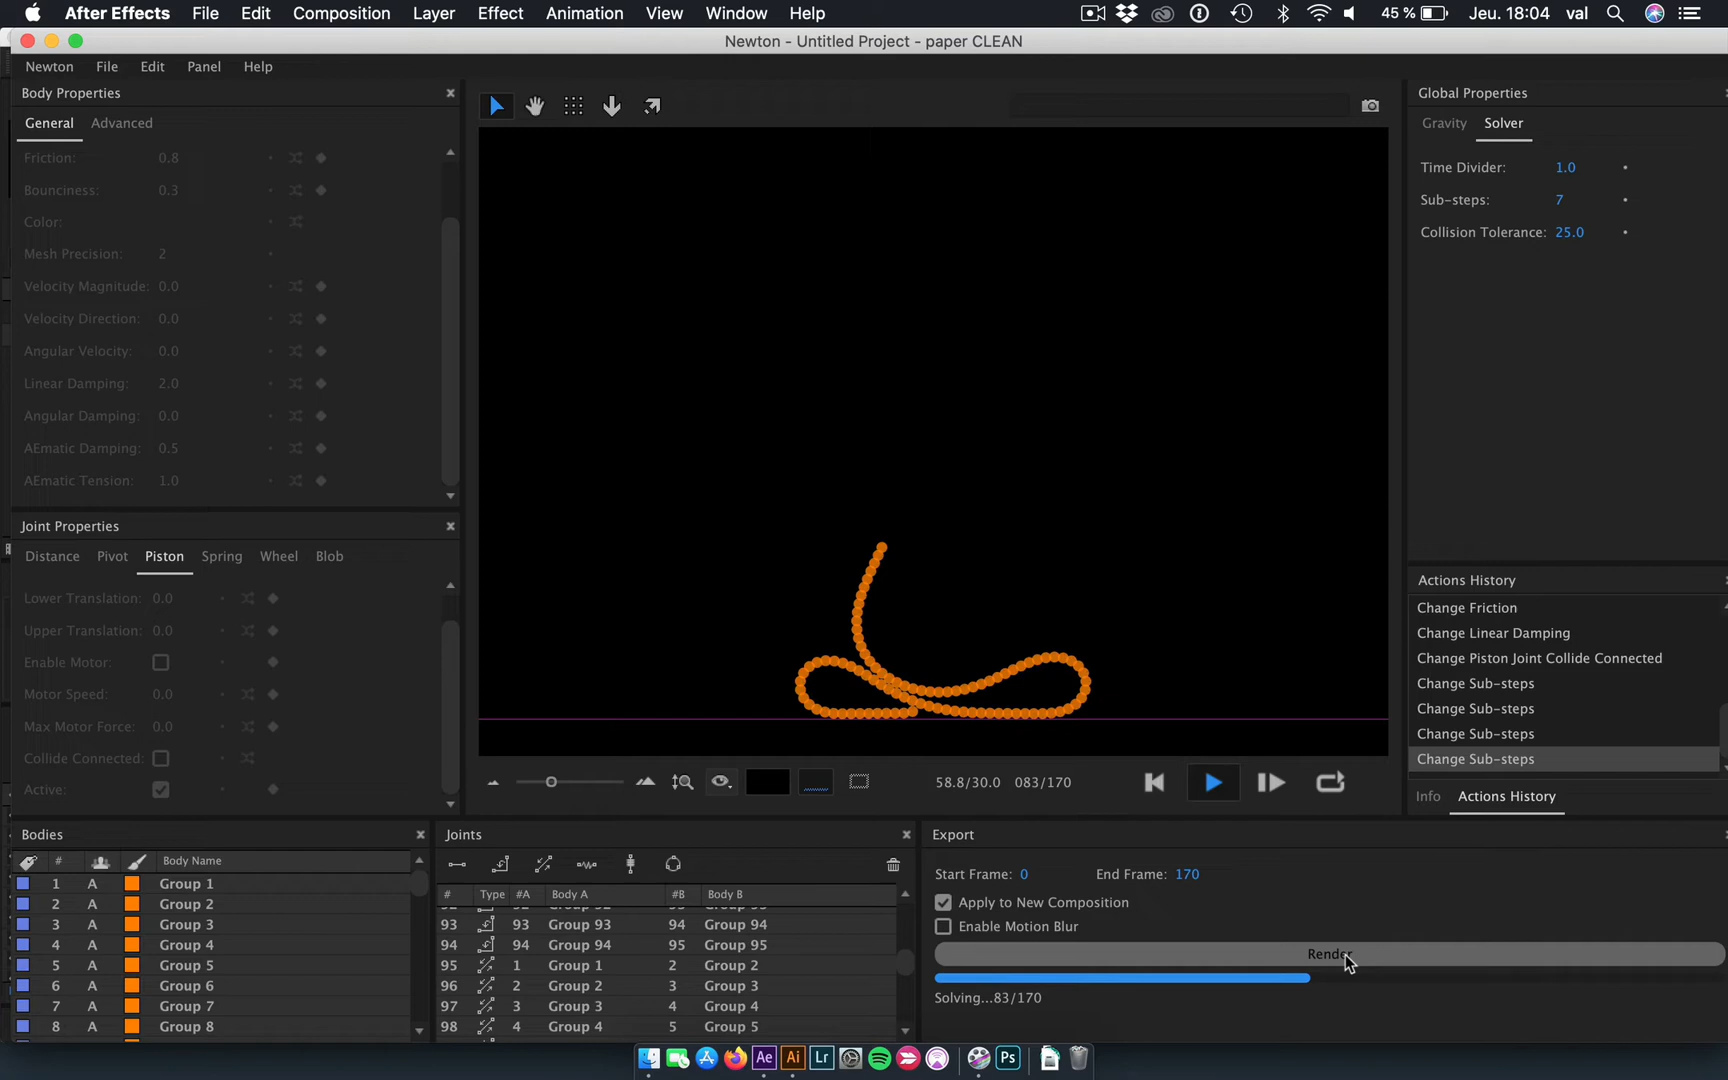 After Effects File Edit Composition Layer Effect Animation View Window Help 45 % Jeu. 18:04 val
Newton - Untitled Project - paper CLEAN
Newton File Edit Panel Help
Body Properties
General Advanced
Friction: 0.8
Bounciness: 0.3
Color:
Mesh Precision: 2
Velocity Magnitude: 0.0
Velocity Direction: 0.0
Angular Velocity: 0.0
Linear Damping: 2.0
Angular Damping: 0.0
AEmatic Damping: 0.5
AEmatic Tension: 1.0
Joint Properties
Distance Pivot Piston Spring Wheel Blob
Lower Translation: 0.0
Upper Translation: 0.0
Enable Motor:
Motor Speed: 0.0
Max Motor Force: 0.0
Collide Connected:
Active:
58.8/30.0 083/170
Global Properties
Gravity Solver
Time Divider: 1.0
Sub-steps: 7
Collision Tolerance: 25.0
Actions History
Change Friction
Change Linear Damping
Change Piston Joint Collide Connected
Change Sub-steps
Change Sub-steps
Change Sub-steps
Change Sub-steps
Info Actions History
Bodies
# Body Name
1 A Group 1
2 A Group 2
3 A Group 3
4 A Group 4
5 A Group 5
6 A Group 6
7 A Group 7
8 A Group 8
Joints
# Type #A Body A #B Body B
93 93 Group 93 94 Group 94
94 94 Group 94 95 Group 95
95 1 Group 1 2 Group 2
96 2 Group 2 3 Group 3
97 3 Group 3 4 Group 4
98 4 Group 4 5 Group 5
Export
Start Frame: 0 End Frame: 170
Apply to New Composition
Enable Motion Blur
Render
Solving...83/170
Ae Ai Lr Ps